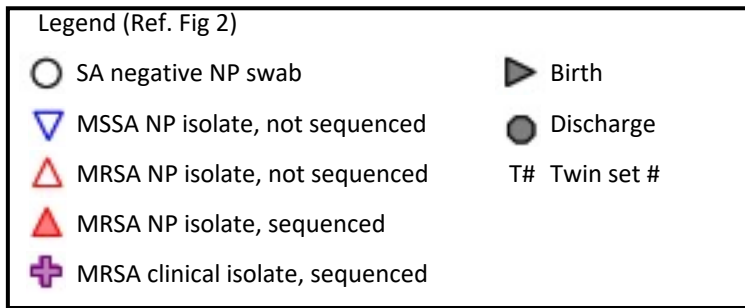 Legend (Ref. Fig 2)
SA negative NP swab
MSSA NP isolate, not sequenced
MRSA NP isolate, not sequenced
MRSA NP isolate, sequenced
MRSA clinical isolate, sequenced
Birth
Discharge
T# Twin set #